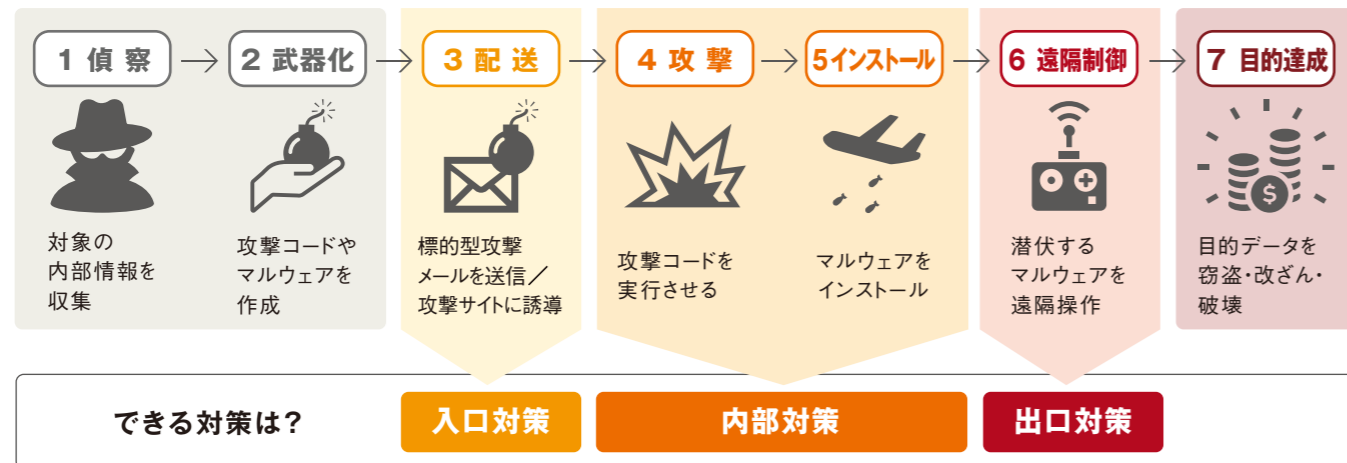 1 偵察
2 武器化
3 配送
4 攻撃
5インストール
6 遠隔制御
7 目的達成
$
対象の
内部情報を
収集
攻撃コードや
マルウェアを
作成
標的型攻撃
メールを送信／
攻撃サイトに誘導
攻撃コードを
実行させる
マルウェアを
インストール
潜伏する
マルウェアを
遠隔操作
目的データを
窃盗・改ざん・
破壊
できる対策は?
入口対策
内部対策
出口対策